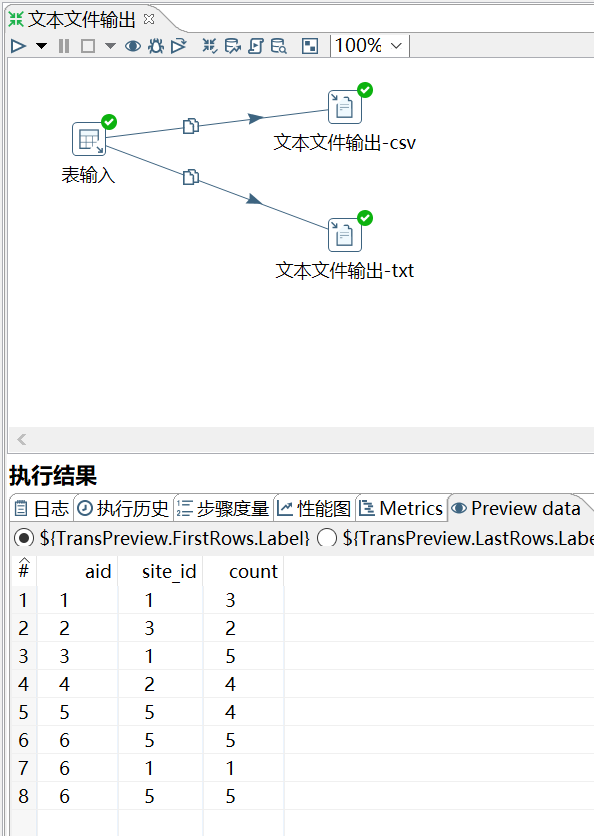 文本文件输出
100%
文本文件输出-csv
表输入
文本文件输出-txt
执行结果
日志 执行历史 步骤度量 性能图 Metrics Preview data
${TransPreview.FirstRows.Label} ${TransPreview.LastRows.Labe
# aid site_id count
1 1 1 3
2 2 3 2
3 3 1 5
4 4 2 4
5 5 5 4
6 6 5 5
7 6 1 1
8 6 5 5